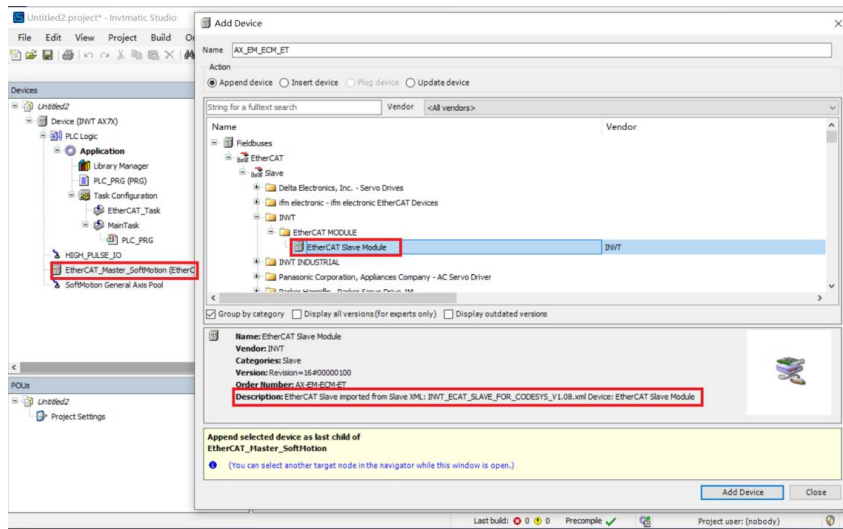 Untitled2.project* - Invtmatic Studio
File Edit View Project Build
Devices
Untitled2
Device (INVT AX7X)
PLC Logic
Application
Library Manager
PLC_PRG (PRG)
Task Configuration
EtherCAT_Task
MainTask
PLC_PRG
HIGH_PULSE_IO
EtherCAT_Master_SoftMotion (EtherC
SoftMotion General Axis Pool
POUs
Untitled2
Project Settings
Add Device
Name AX_EM_ECM_ET
Action
Append device Insert device Plug device Update device
String for a fulltext search Vendor <All vendors>
Name Vendor
Fieldbuses
EtherCAT
Slave
Delta Electronics, Inc. - Servo Drives
ifm electronic - ifm electronic EtherCAT Devices
INVT
EtherCAT MODULE
EtherCAT Slave Module INVT
INVT INDUSTRIAL
Panasonic Corporation, Appliances Company - AC Servo Driver
Parker Hannifin - Parker Servo Drive JM
Group by category Display all versions (for experts only) Display outdated versions
Name: EtherCAT Slave Module
Vendor: INVT
Categories: Slave
Version: Revision=16#00000100
Order Number: AX-EM-ECM-ET
Description: EtherCAT Slave imported from Slave XML: INVT_ECAT_SLAVE_FOR_CODESYS_V1.08.xml Device: EtherCAT Slave Module
Append selected device as last child of
EtherCAT_Master_SoftMotion
(You can select another target node in the navigator while this window is open.)
Add Device Close
Last build: 0 0 Precompile Project user: (nobody)